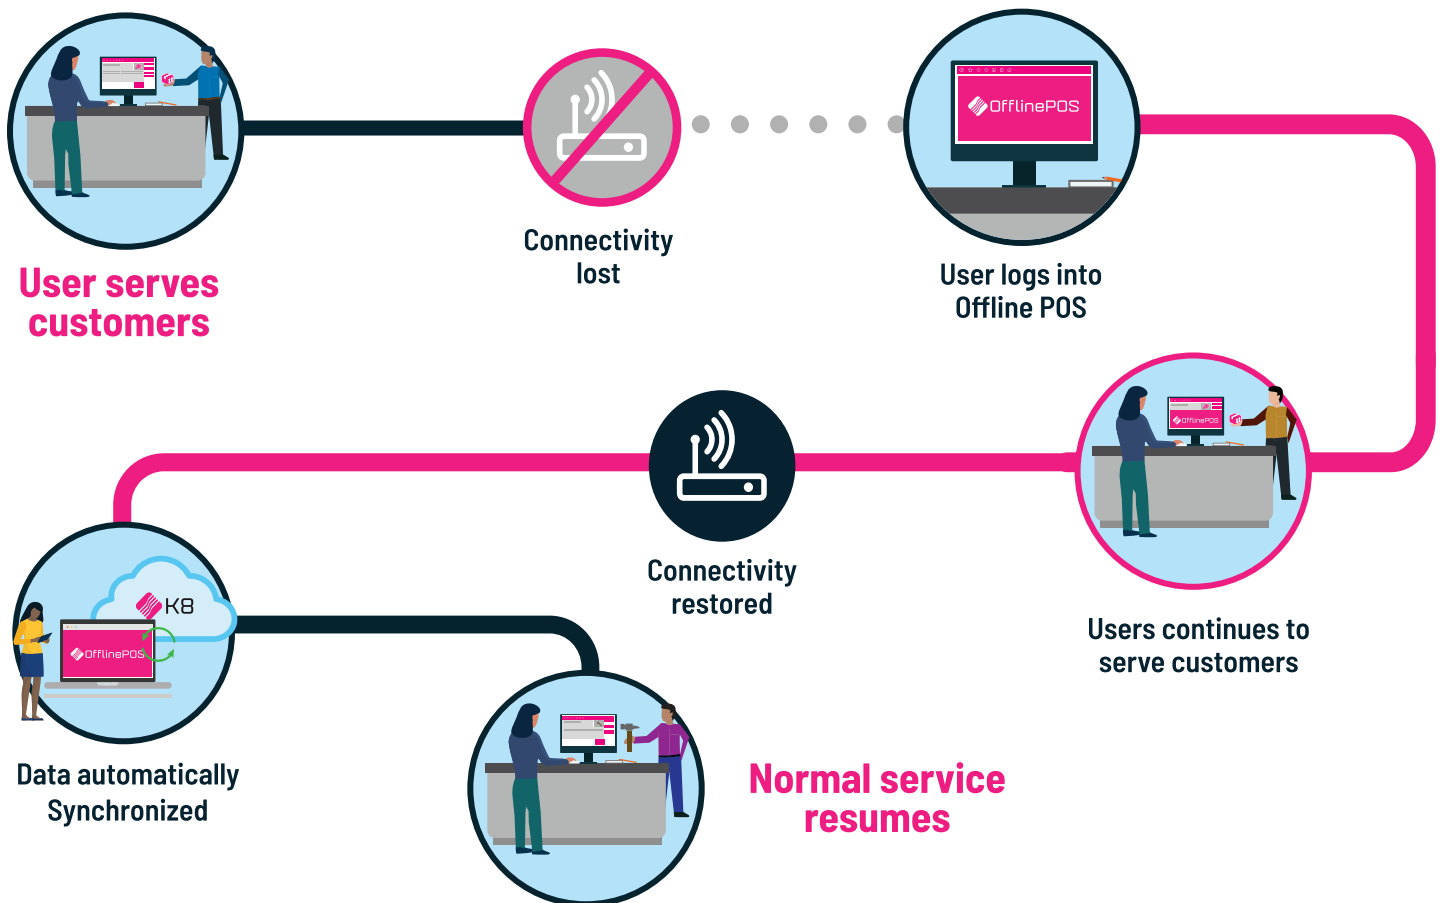 OfflinePOS
Connectivity
lost
User serves
customers
User logs into
Offline POS
OfflinePOS
Connectivity
restored
Users continues to
serve customers
K8
OfflinePOS
Data automatically
Synchronized
Normal service
resumes